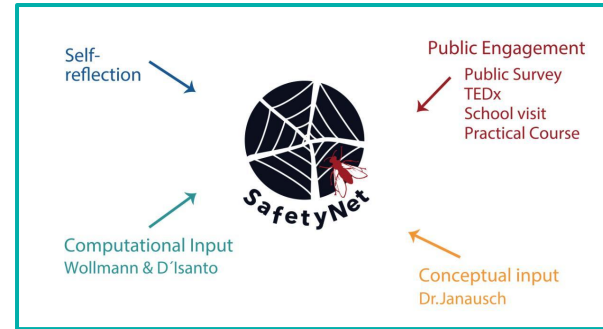 Self-
reflection
Public Engagement
Public Survey
TEDx
School visit
Practical Course
SafetyNet
Computational Input
Wollmann & D´Isanto
Conceptual input
Dr.Janausch